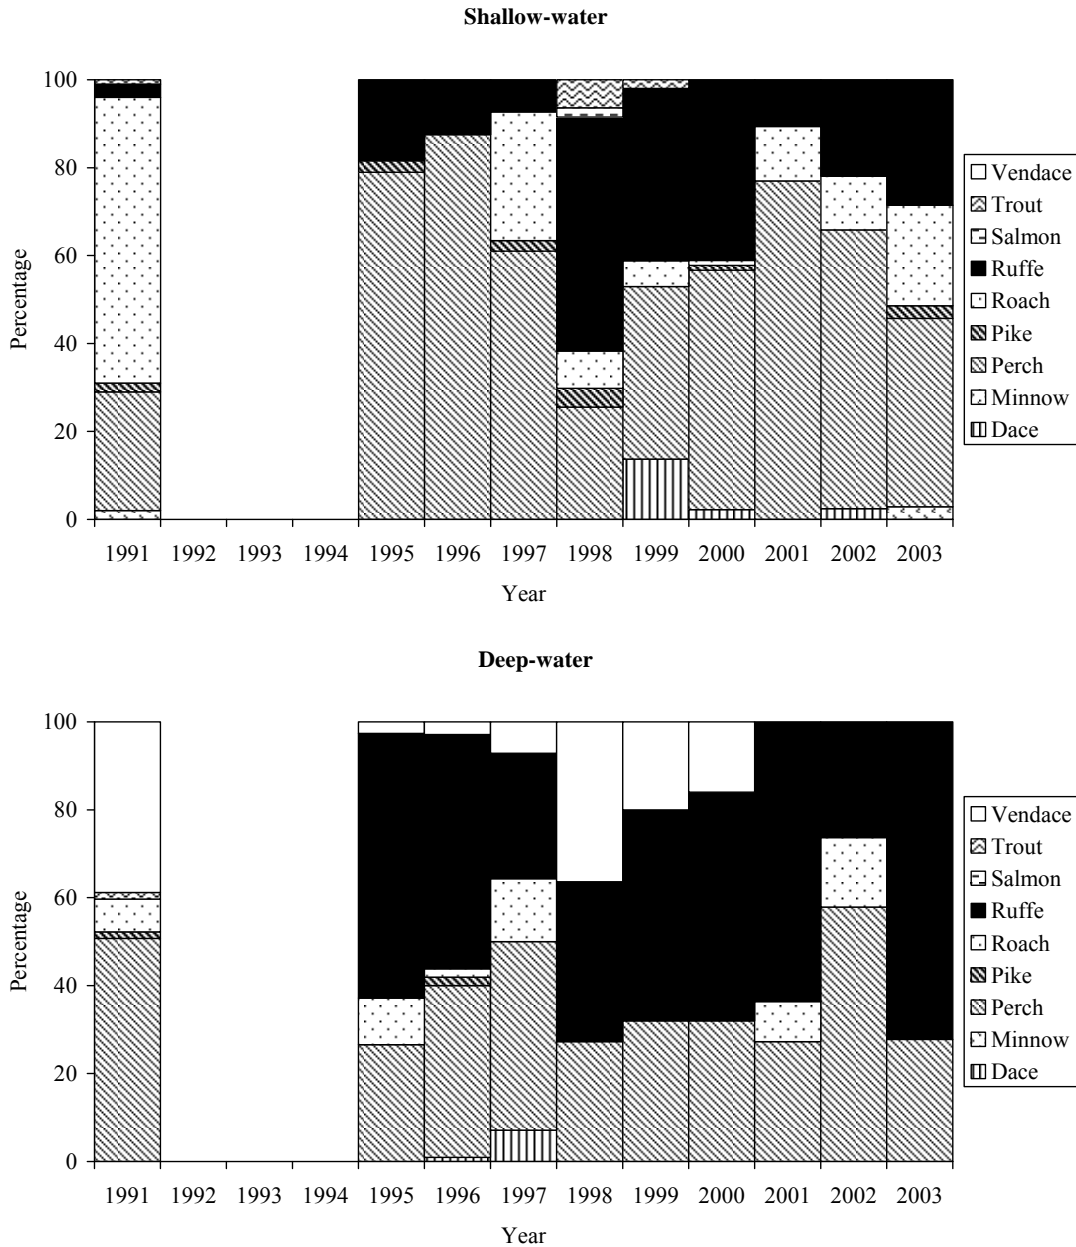 Shallow-water
100
80
60
40
20
0
Percentage
1991 1992 1993 1994 1995 1996 1997 1998 1999 2000 2001 2002 2003
Year
Vendace
Trout
Salmon
Ruffe
Roach
Pike
Perch
Minnow
Dace
Deep-water
100
80
60
40
20
0
Percentage
1991 1992 1993 1994 1995 1996 1997 1998 1999 2000 2001 2002 2003
Year
Vendace
Trout
Salmon
Ruffe
Roach
Pike
Perch
Minnow
Dace